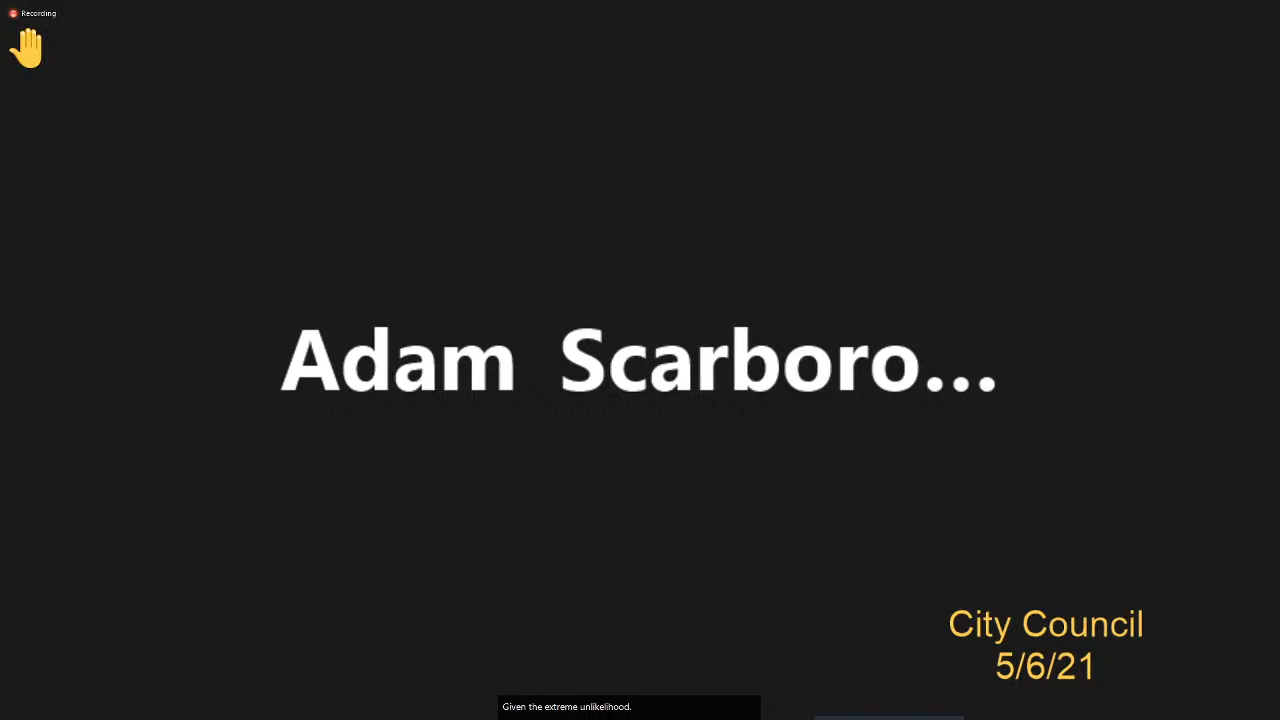 Recording
Adam Scarboro...
City Council
5/6/21
Given the extreme unlikelihood.